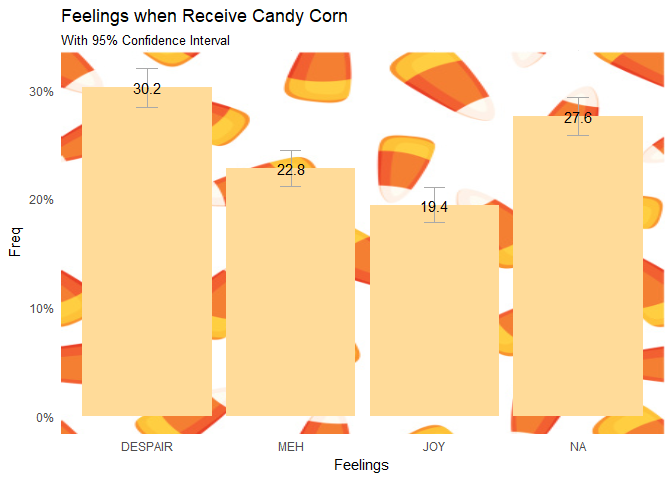 Feelings when Receive Candy Corn
With 95% Confidence Interval
30%
20%
10%
0%
Freq
30.2
22.8
19.4
27.6
DESPAIR
MEH
JOY
NA
Feelings